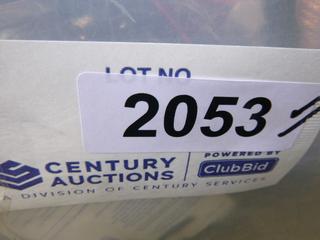 LOT NO
2053
CENTURY
AUCTIONS
POWERED BY
ClubBid
A DIVISION OF CENTURY SERVICES